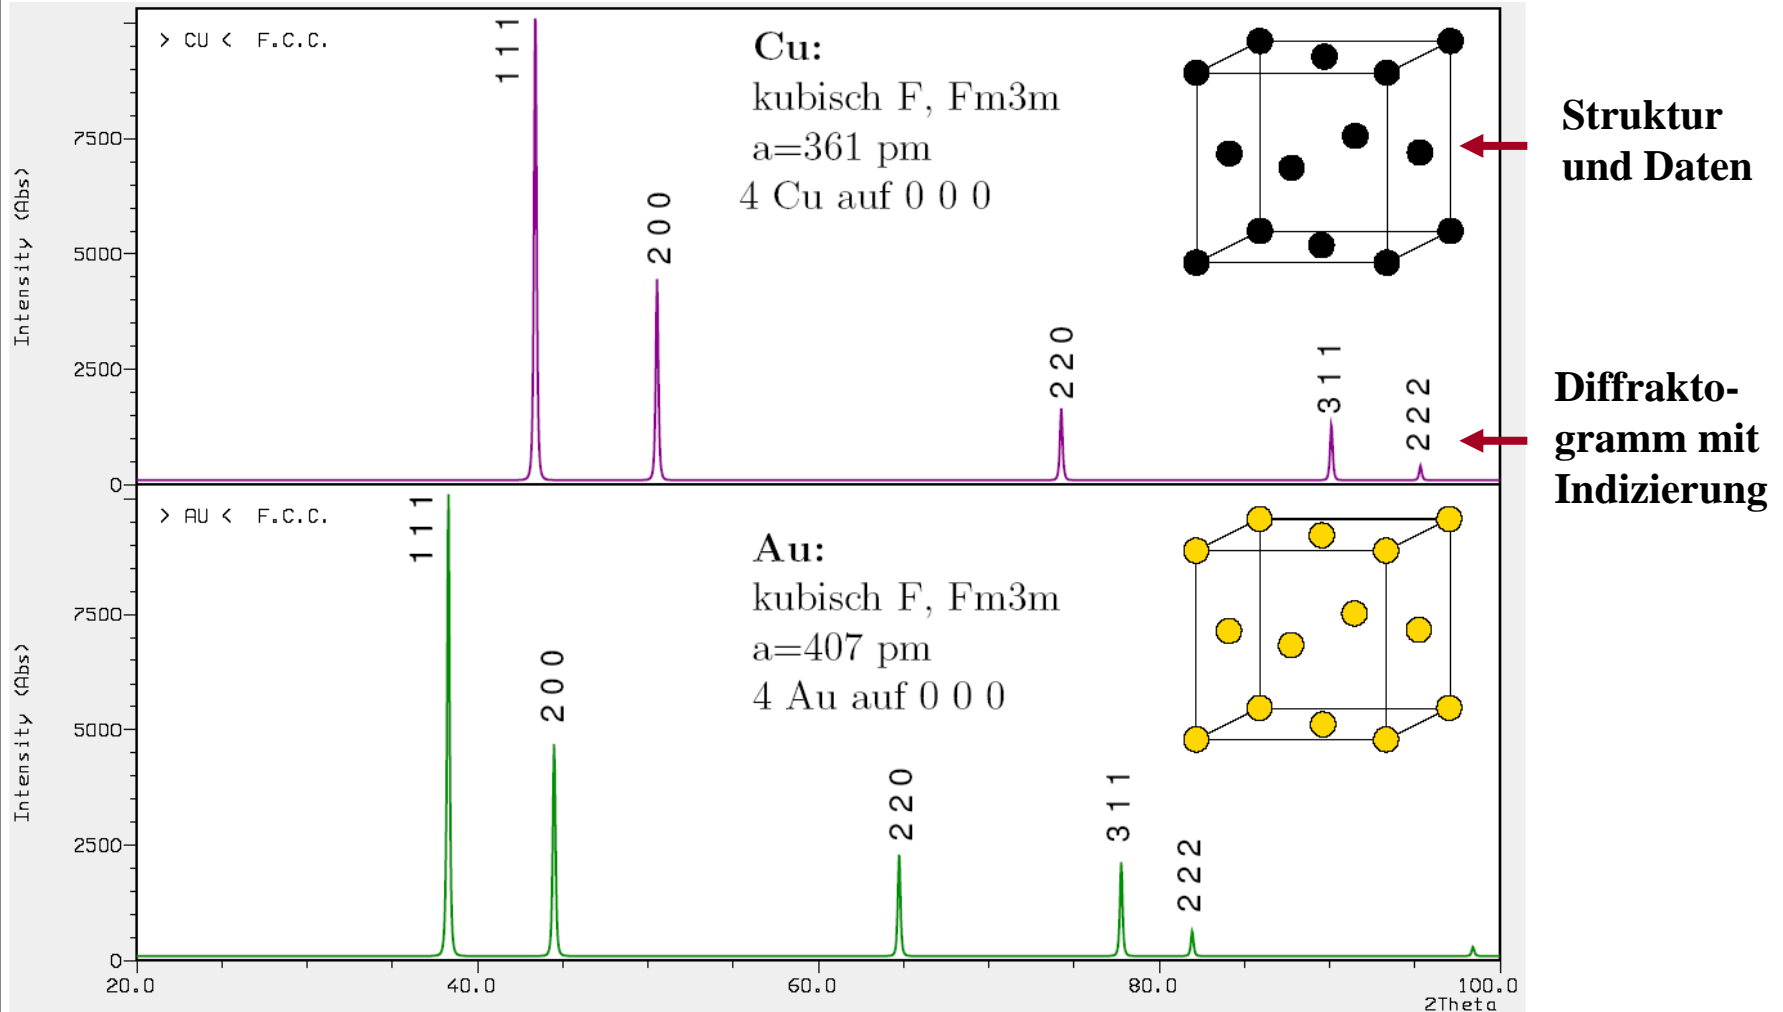 > CU <  F.C.C.
1 1 1
2 0 0
2 2 0
3 1 1
2 2 2
Cu:
kubisch F, Fm3m
a=361 pm
4 Cu auf 0 0 0
Struktur
und Daten
Intensity (Abs)
7500
5000
2500
0
Diffrakto-
gramm mit
Indizierung
> AU <  F.C.C.
1 1 1
2 0 0
2 2 0
3 1 1
2 2 2
Au:
kubisch F, Fm3m
a=407 pm
4 Au auf 0 0 0
Intensity (Abs)
7500
5000
2500
0
20.0 40.0 60.0 80.0 100.0
2Theta